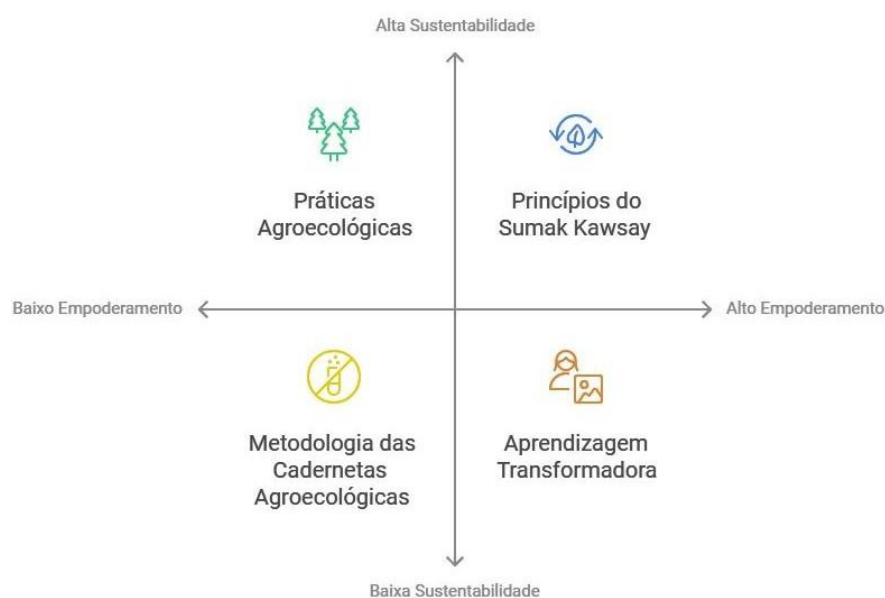 Alta Sustentabilidade
Práticas
Agroecológicas
Princípios do
Sumak Kawsay
Baixo Empoderamento
Alto Empoderamento
Metodologia das
Cadernetas
Agroecológicas
Aprendizagem
Transformadora
Baixa Sustentabilidade